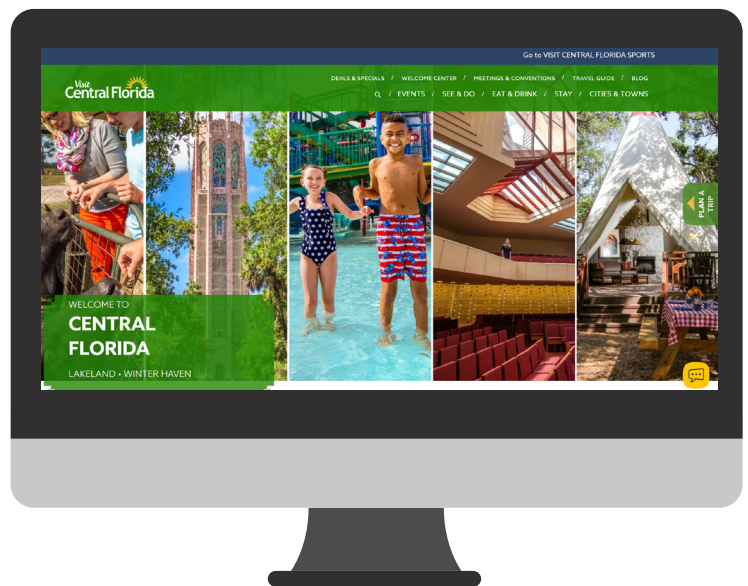 Go to VISIT CENTRAL FLORIDA SPORTS
DEALS & SPECIALS / WELCOME CENTER / MEETINGS & CONVENTIONS / TRAVEL GUIDE / BLOG
Visit
Central Florida
/ EVENTS / SEE & DO / EAT & DRINK / STAY / CITIES & TOWNS
PLAN A
TRIP
WELCOME TO
CENTRAL
FLORIDA
LAKELAND • WINTER HAVEN